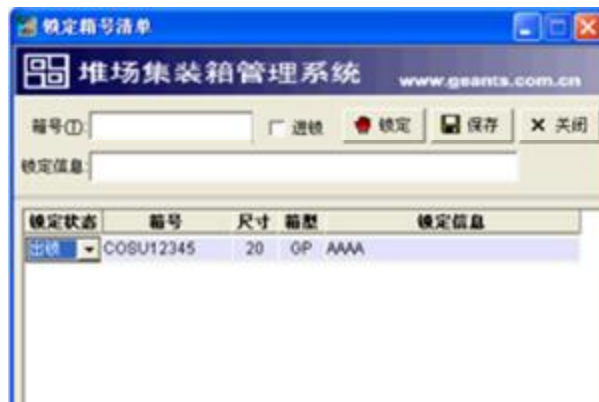 锁定箱号清单
堆场集装箱管理系统 www.geants.com.cn
箱号(T): 进锁 锁定 保存 关闭
锁定信息:
锁定状态 箱号 尺寸 箱型 锁定信息
出锁 COSU12345 20 GP AAAA